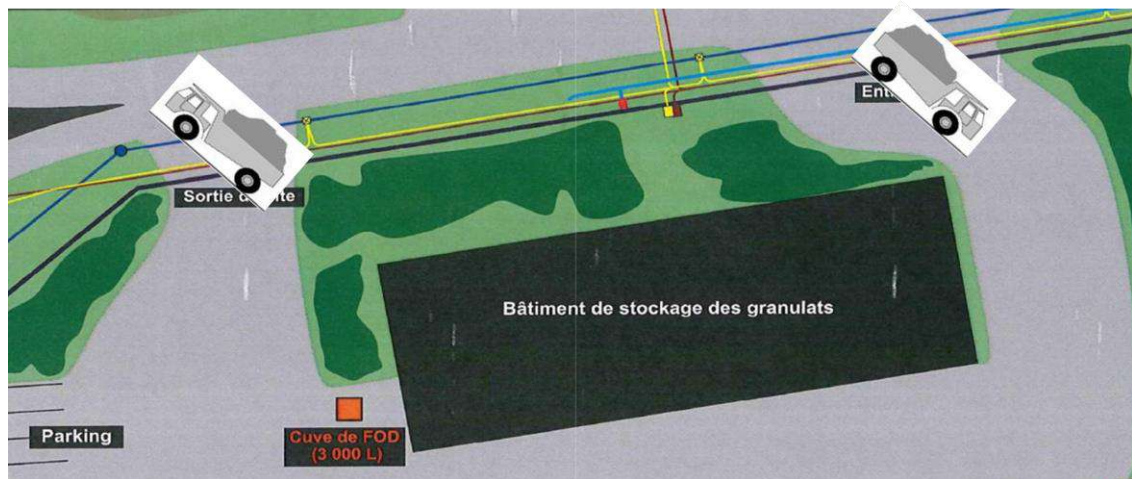 Sortie
Bâtiment de stockage des granulats
Parking
Cuve de FOD
(3 000 L)